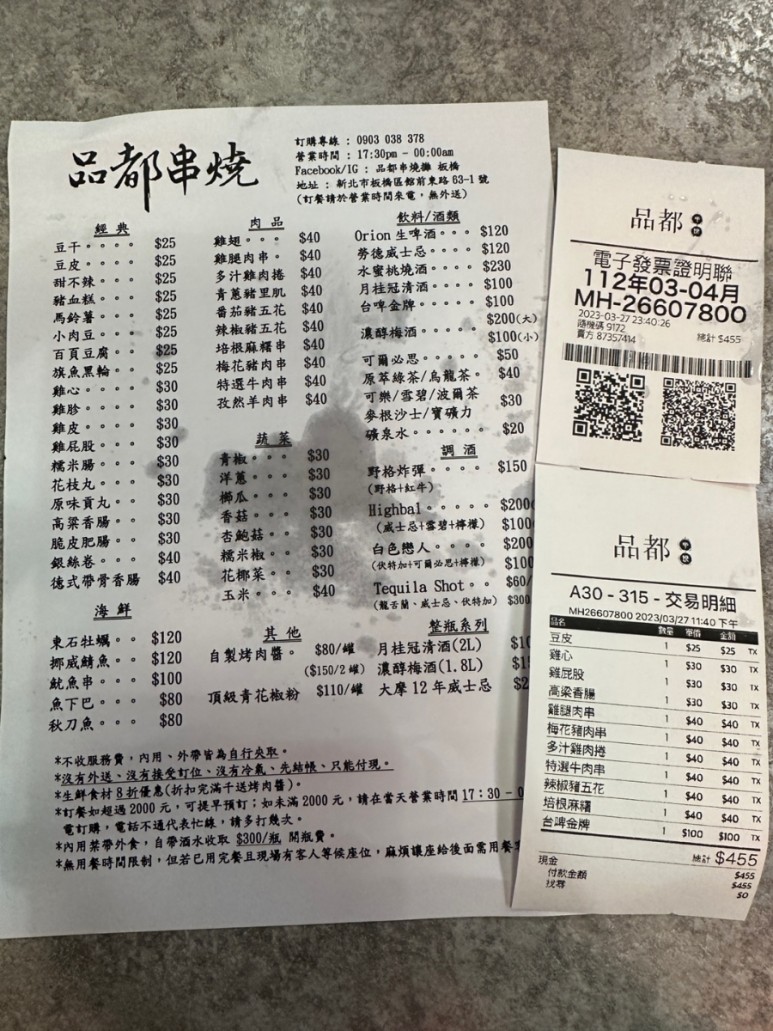 品都串燒
訂購專線 : 0903 038 378
營業時間 : 17:30pm - 00:00am
Facebook/IG : 品都串燒攤 板橋
地址 : 新北市板橋區館前東路 63-1 號
(訂餐請於營業時間來電,無外送)
經典
豆干。。。。 $25
豆皮。。。。 $25
甜不辣。。。 $25
豬血糕。。。 $25
馬鈴薯。。。 $25
小肉豆。。。 $25
百頁豆腐。。 $25
旗魚黑輪。。 $25
雞心。。。。 $30
雞胗。。。。 $30
雞皮。。。。 $30
雞屁股。。。 $30
糯米腸。。。 $30
花枝丸。。。 $30
原味貢丸。。 $30
高粱香腸。。 $30
脆皮肥腸。。 $30
銀絲卷。。。 $40
德式帶骨香腸 $40
海鮮
東石牡蠣。。 $120
挪威鯖魚。。 $120
魷魚串。。。 $100
魚下巴。。。 $80
秋刀魚。。。 $80
肉品
雞翅。。。 $40
雞腿肉串。 $40
多汁雞肉捲 $40
青蔥豬里肌 $40
番茄豬五花 $40
辣椒豬五花 $40
培根麻糬串 $40
梅花豬肉串 $40
特選牛肉串 $40
孜然羊肉串 $40
蔬菜
青椒。。。 $30
洋蔥。。。 $30
櫛瓜。。。 $30
香菇。。。 $30
杏鮑菇。。 $30
糯米椒。。 $30
花椰菜。。 $30
玉米。。。 $40
其他
自製烤肉醬。 $80/罐
($150/2 罐)
頂級青花椒粉 $110/罐
飲料/酒類
Orion 生啤酒。。。 $120
勞德威士忌。。。。 $120
水蜜桃燒酒。。。。 $230
月桂冠清酒。。。。 $100
台啤金牌。。。。。 $100
濃醇梅酒。。。。 $200(大)
$100(小)
可爾必思。。。。。 $50
原萃綠茶/烏龍茶。 $40
可樂/雪碧/波爾茶
麥根沙士/寶礦力 $30
礦泉水。。。。。。 $20
調酒
野格炸彈。。。。 $150
(野格+紅牛)
Highbal。。。。。 $200
(威士忌+雪碧+檸檬) $100
白色戀人。。。。 $200
(伏特加+可爾必思+檸檬) $100
Tequila Shot。。 $60/
(龍舌蘭、威士忌、伏特加) $300
整瓶系列
月桂冠清酒(2L)
濃醇梅酒(1.8L)
大摩 12 年威士忌
*不收服務費,內用、外帶皆為自行夾取。
*沒有外送、沒有接受訂位、沒有冷氣、先結帳、只能付現。
*生鮮食材 8 折優惠(折扣完滿千送烤肉醬)。
*訂餐如超過 2000 元,可提早預訂;如未滿 2000 元,請在當天營業時間 17:30 - 0
電訂購,電話不通代表忙線,請多打幾次。
*內用禁帶外食,自帶酒水收取 $300/瓶 開瓶費。
*無用餐時間限制,但若已用完餐且現場有客人等候座位,麻煩讓座給後面需用餐
品都
電子發票證明聯
112年03-04月
MH-26607800
2023-03-27 23:40:26
隨機碼 9172 總計 $455
賣方 87357414
品都
A30 - 315 - 交易明細
MH26607800 2023/03/27 11:40 下午
品名 數量 單價 金額
豆皮 1 $25 $25 TX
雞心 1 $30 $30 TX
雞屁股 1 $30 $30 TX
高粱香腸 1 $30 $30 TX
雞腿肉串 1 $40 $40 TX
梅花豬肉串 1 $40 $40 TX
多汁雞肉捲 1 $40 $40 TX
特選牛肉串 1 $40 $40 TX
辣椒豬五花 1 $40 $40 TX
培根麻糬 1 $40 $40 TX
台啤金牌 1 $100 $100 TX
總計 $455
現金 $455
付款金額 $455
找零 $0